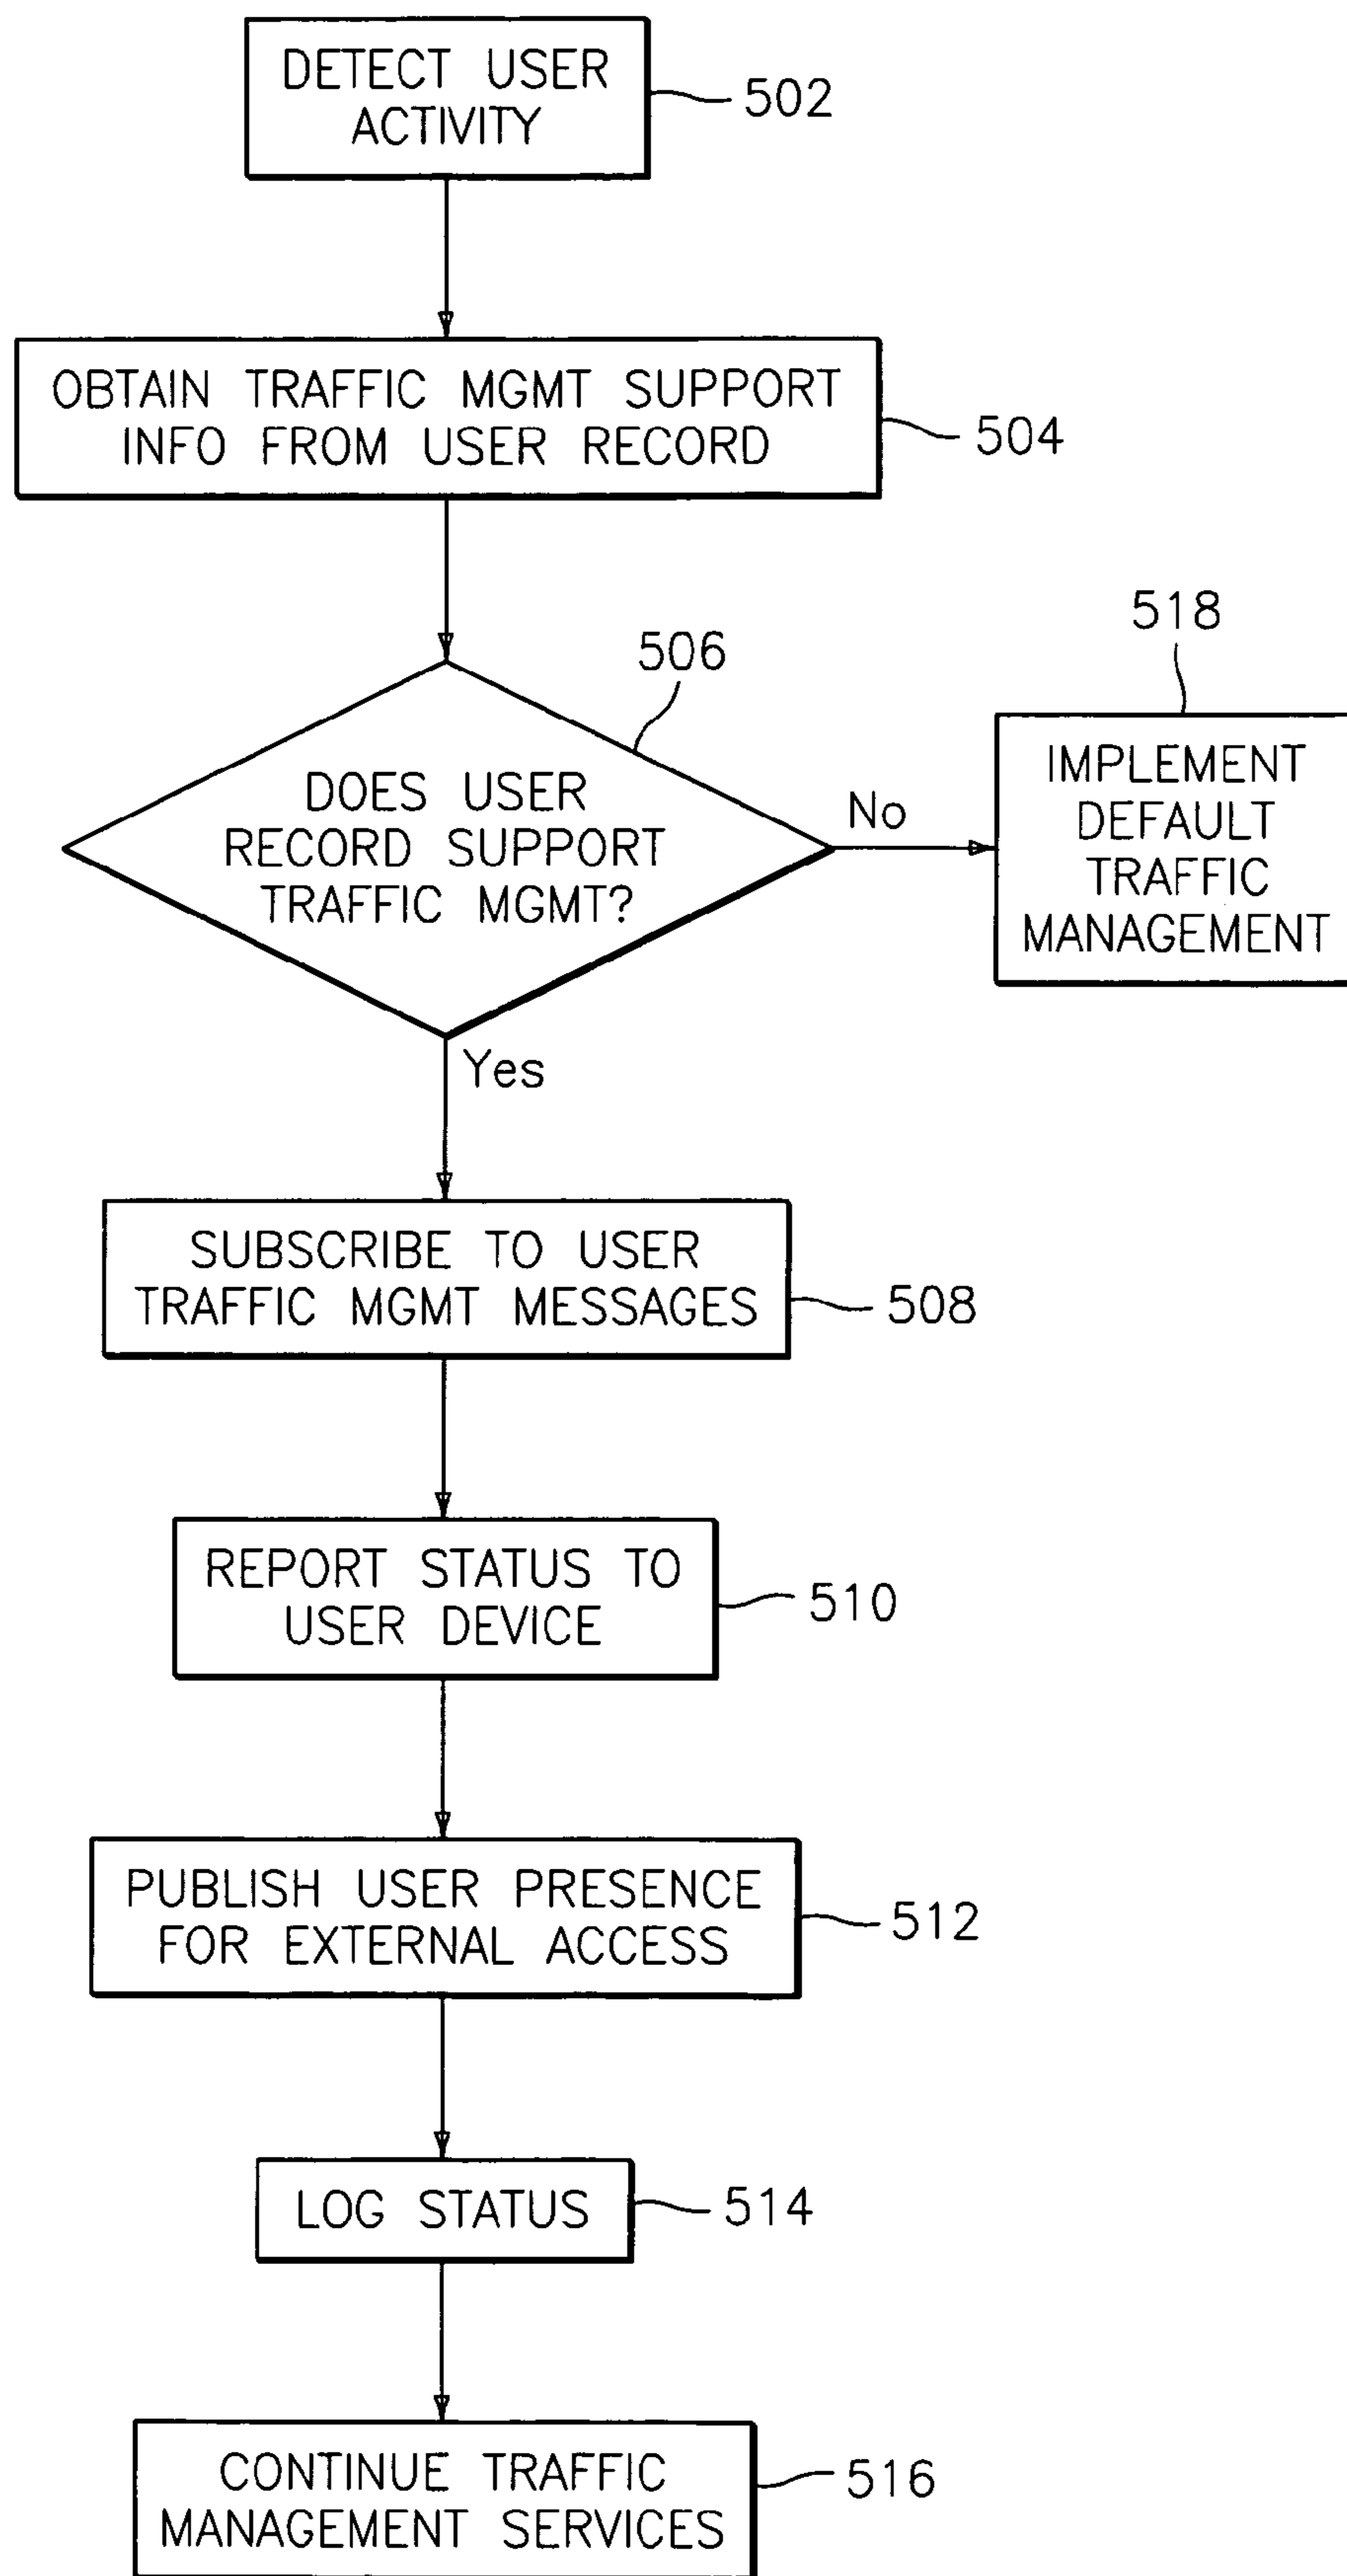 DETECT USER
ACTIVITY
502
OBTAIN TRAFFIC MGMT SUPPORT
INFO FROM USER RECORD
504
506
DOES USER
RECORD SUPPORT
TRAFFIC MGMT?
No
518
IMPLEMENT
DEFAULT
TRAFFIC
MANAGEMENT
Yes
SUBSCRIBE TO USER
TRAFFIC MGMT MESSAGES
508
REPORT STATUS TO
USER DEVICE
510
PUBLISH USER PRESENCE
FOR EXTERNAL ACCESS
512
LOG STATUS
514
CONTINUE TRAFFIC
MANAGEMENT SERVICES
516